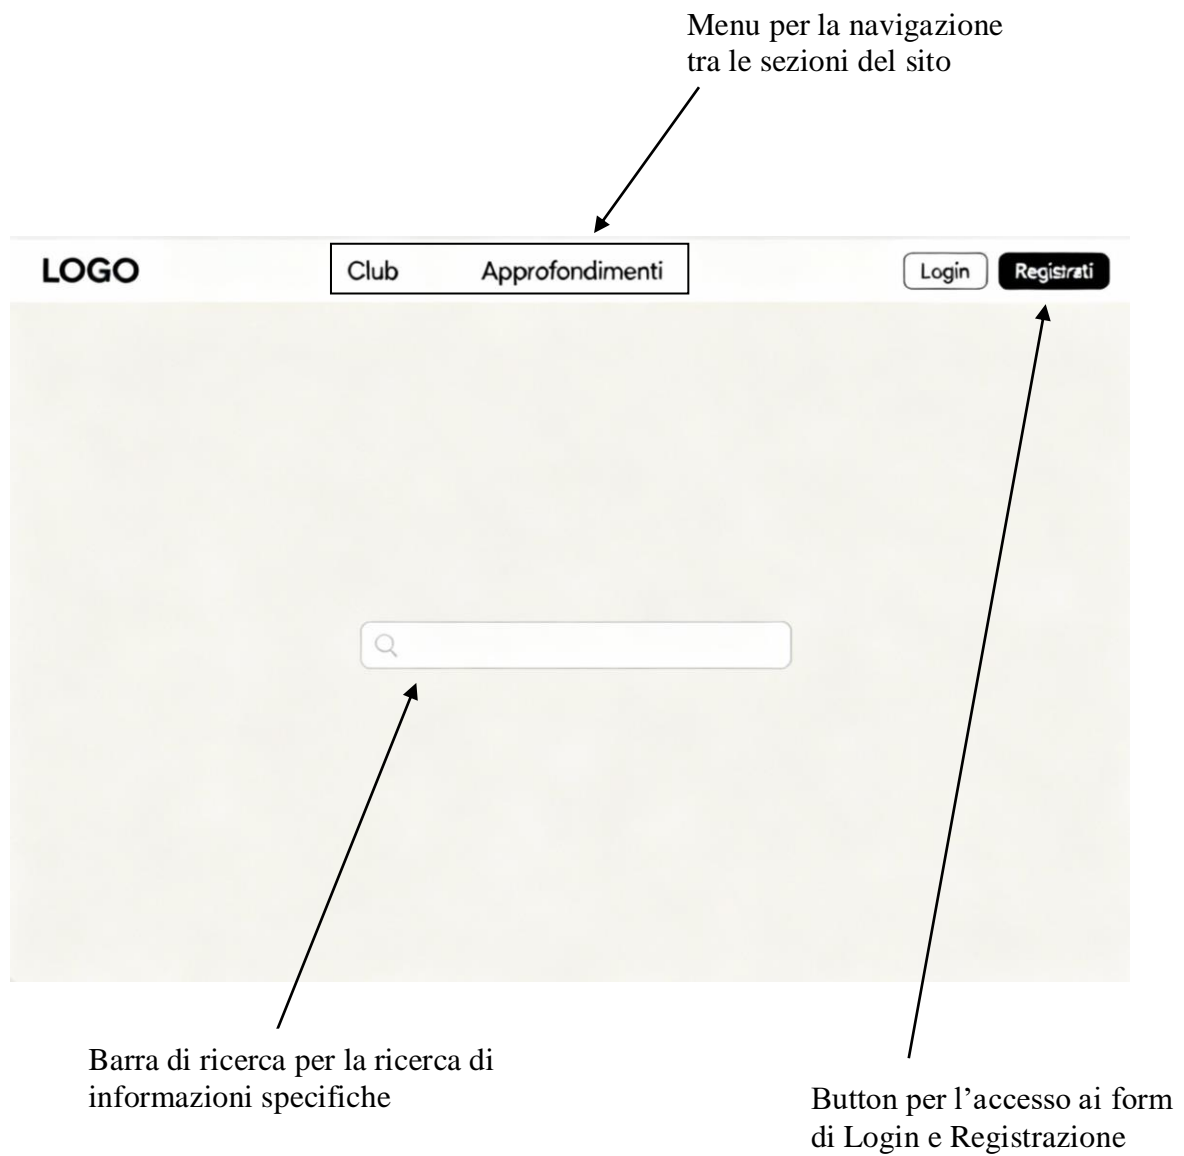 Menu per la navigazione
tra le sezioni del sito
LOGO Club Approfondimenti Login Registrati
Barra di ricerca per la ricerca di
informazioni specifiche
Button per l’accesso ai form
di Login e Registrazione